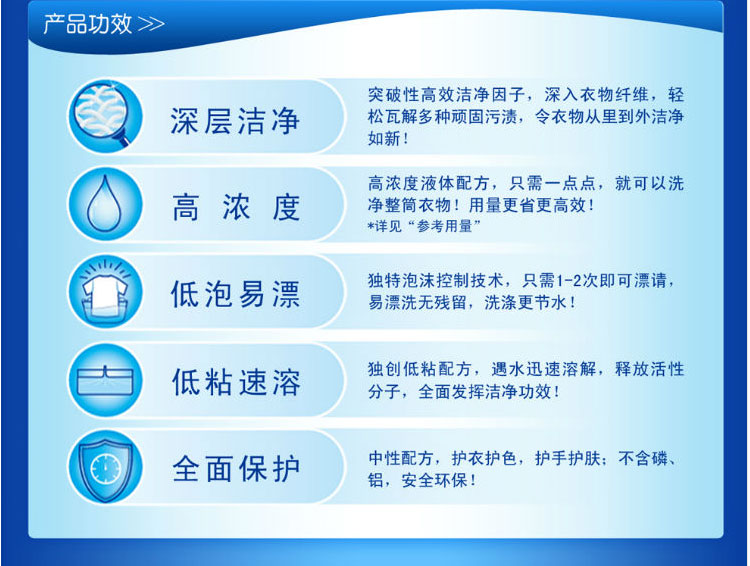 产品功效 >>
深层洁净
突破性高效洁净因子，深入衣物纤维，轻
松瓦解多种顽固污渍，令衣物从里到外洁净
如新！
高浓度
高浓度液体配方，只需一点点，就可以洗
净整筒衣物！用量更省更高效！
*详见“参考用量”
低泡易漂
独特泡沫控制技术，只需1-2次即可漂请，
易漂洗无残留，洗涤更节水！
低粘速溶
独创低粘配方，遇水迅速溶解，释放活性
分子，全面发挥洁净功效！
全面保护
中性配方，护衣护色，护手护肤；不含磷、
铝，安全环保！